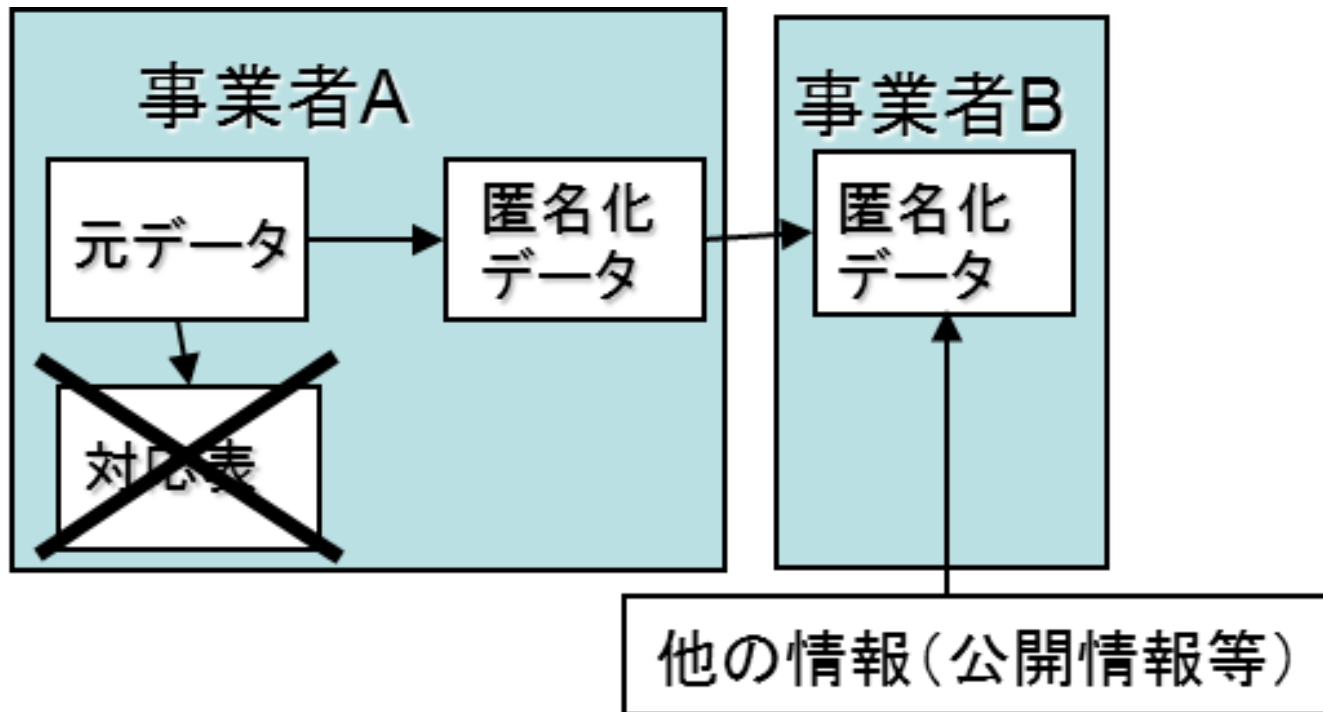 事業者A
元データ
匿名化
データ
対応表
事業者B
匿名化
データ
他の情報(公開情報等)